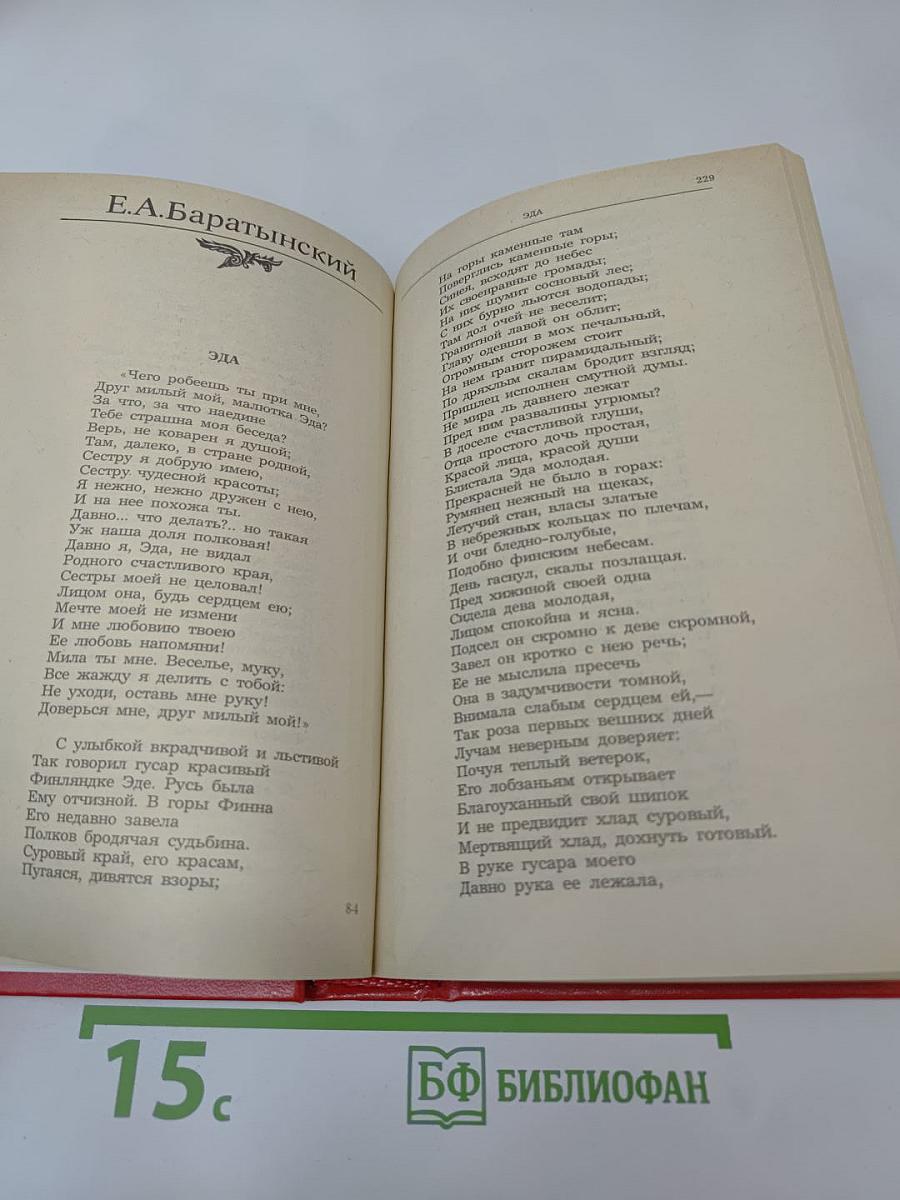 Е.А.Баратынский
ЭДА
«Чего робеешь ты при мне,
Друг милый мой, малютка Эда?
За что, за что наедине
Тебе страшна моя беседа?
Верь, не коварен я душой;
Там, далеко, в стране родной,
Сестру я добрую имею,
Сестру. чудесной красоты;
Я нежно, нежно дружен с нею,
И на нее похожа ты.
Давно... что делать?.. но такая
Уж наша доля полковая!
Давно я, Эда, не видал
Родного счастливого края,
Сестры моей не целовал!
Лицом она, будь сердцем ею;
Мечте моей не измени
И мне любовию твоею
Ее любовь напомяни!
Мила ты мне. Веселье, муку,
Все жажду я делить с тобой:
Не уходи, оставь мне руку!
Доверься мне, друг милый мой!»
С улыбкой вкрадчивой и льстивой
Так говорил гусар красивый
Финляндке Эде. Русь была
Ему отчизной. В горы Финна
Его недавно завела
Полков бродячая судьбина.
Суровый край, его красам,
Пугаяся, дивятся взоры;
84
ЭДА
229
На горы каменные там
Поверглись каменные горы;
Синея, всходят до небес
Их своенравные громады;
На них шумит сосновый лес;
С них бурно льются водопады;
Там дол очей не веселит;
Гранитной лавой он облит;
Главу одевши в мох печальный,
Огромным сторожем стоит
На нем гранит пирамидальный;
По дряхлым скалам бродит взгляд;
Пришлец исполнен смутной думы.
Не мира ль давнего лежат
Пред ним развалины угрюмы?
В доселе счастливой глуши,
Отца простого дочь простая,
Красой лица, красой души
Блистала Эда молодая.
Прекрасней не было в горах:
Румянец нежный на щеках,
Летучий стан, власы златые
В небрежных кольцах по плечам,
И очи бледно-голубые,
Подобно финским небесам.
День гаснул, скалы позлащая.
Пред хижиной своей одна
Сидела дева молодая,
Лицом спокойна и ясна.
Подсел он скромно к деве скромной,
Завел он кротко с нею речь;
Ее не мыслила пресечь
Она в задумчивости томной,
Внимала слабым сердцем ей,—
Так роза первых вешних дней
Лучам неверным доверяет:
Почуя теплый ветерок,
Его лобзаньям открывает
Благоуханный свой шипок
И не предвидит хлад суровый,
Мертвящий хлад, дохнуть готовый.
В руке гусара моего
Давно рука ее лежала,
15 с
БФ БИБЛИОФАН